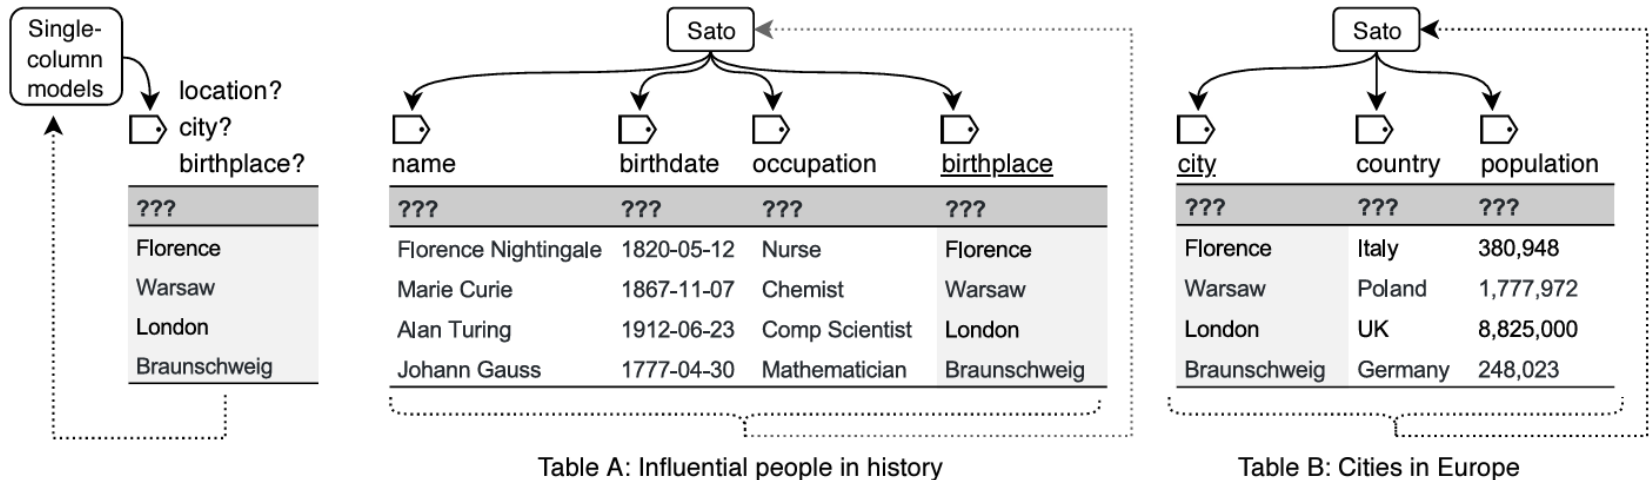 Single-
column
models
location?
city?
birthplace?
???
Florence
Warsaw
London
Braunschweig
Sato
name birthdate occupation birthplace
??? ??? ??? ???
Florence Nightingale 1820-05-12 Nurse Florence
Marie Curie 1867-11-07 Chemist Warsaw
Alan Turing 1912-06-23 Comp Scientist London
Johann Gauss 1777-04-30 Mathematician Braunschweig
Table A: Influential people in history
Sato
city country population
??? ??? ???
Florence Italy 380,948
Warsaw Poland 1,777,972
London UK 8,825,000
Braunschweig Germany 248,023
Table B: Cities in Europe